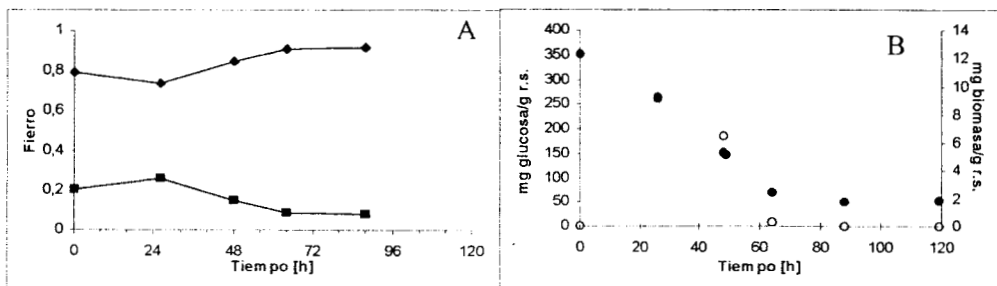 A
1
0,8
0,6
0,4
0,2
0
Fierro
0 24 48 72 96 120
Tiempo [h]
B
400
350
300
250
200
150
100
50
0
mg glucosa/g r.s.
14
12
10
8
6
4
2
0
mg biomasa/g r.s.
0 20 40 60 80 100 120
Tiempo [h]